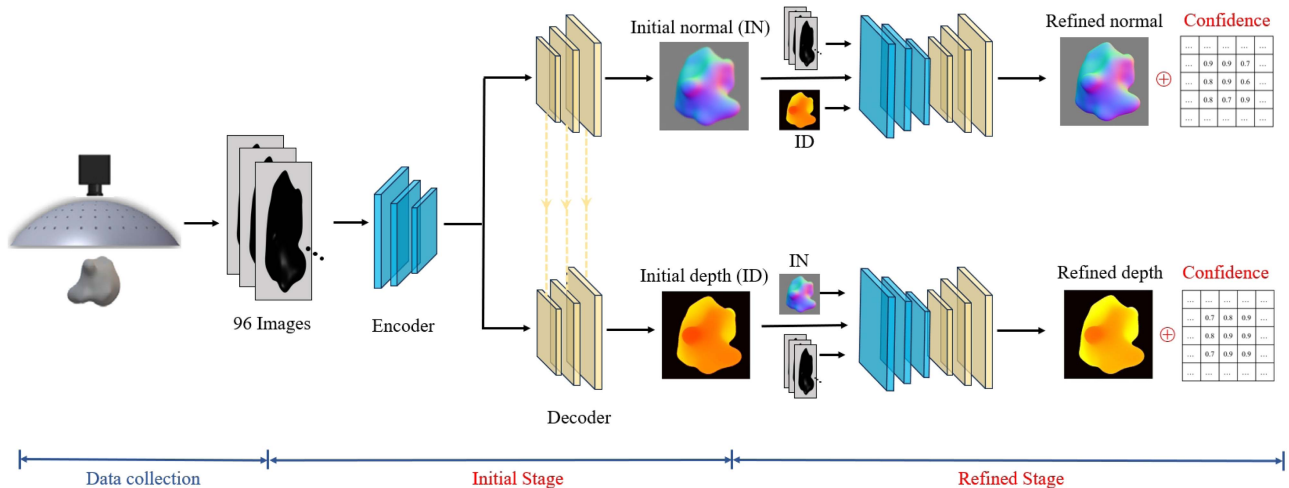 Initial normal (IN)
Refined normal
Confidence
... ... ... ... ...
... 0.9 0.9 0.7 ...
... 0.8 0.9 0.6 ...
... 0.8 0.7 0.9 ...
... ... ... ... ...
ID
96 Images
Encoder
Initial depth (ID)
IN
Refined depth
Confidence
... ... ... ... ...
... 0.7 0.8 0.9 ...
... 0.8 0.9 0.9 ...
... 0.7 0.9 0.9 ...
... ... ... ... ...
Decoder
Data collection
Initial Stage
Refined Stage